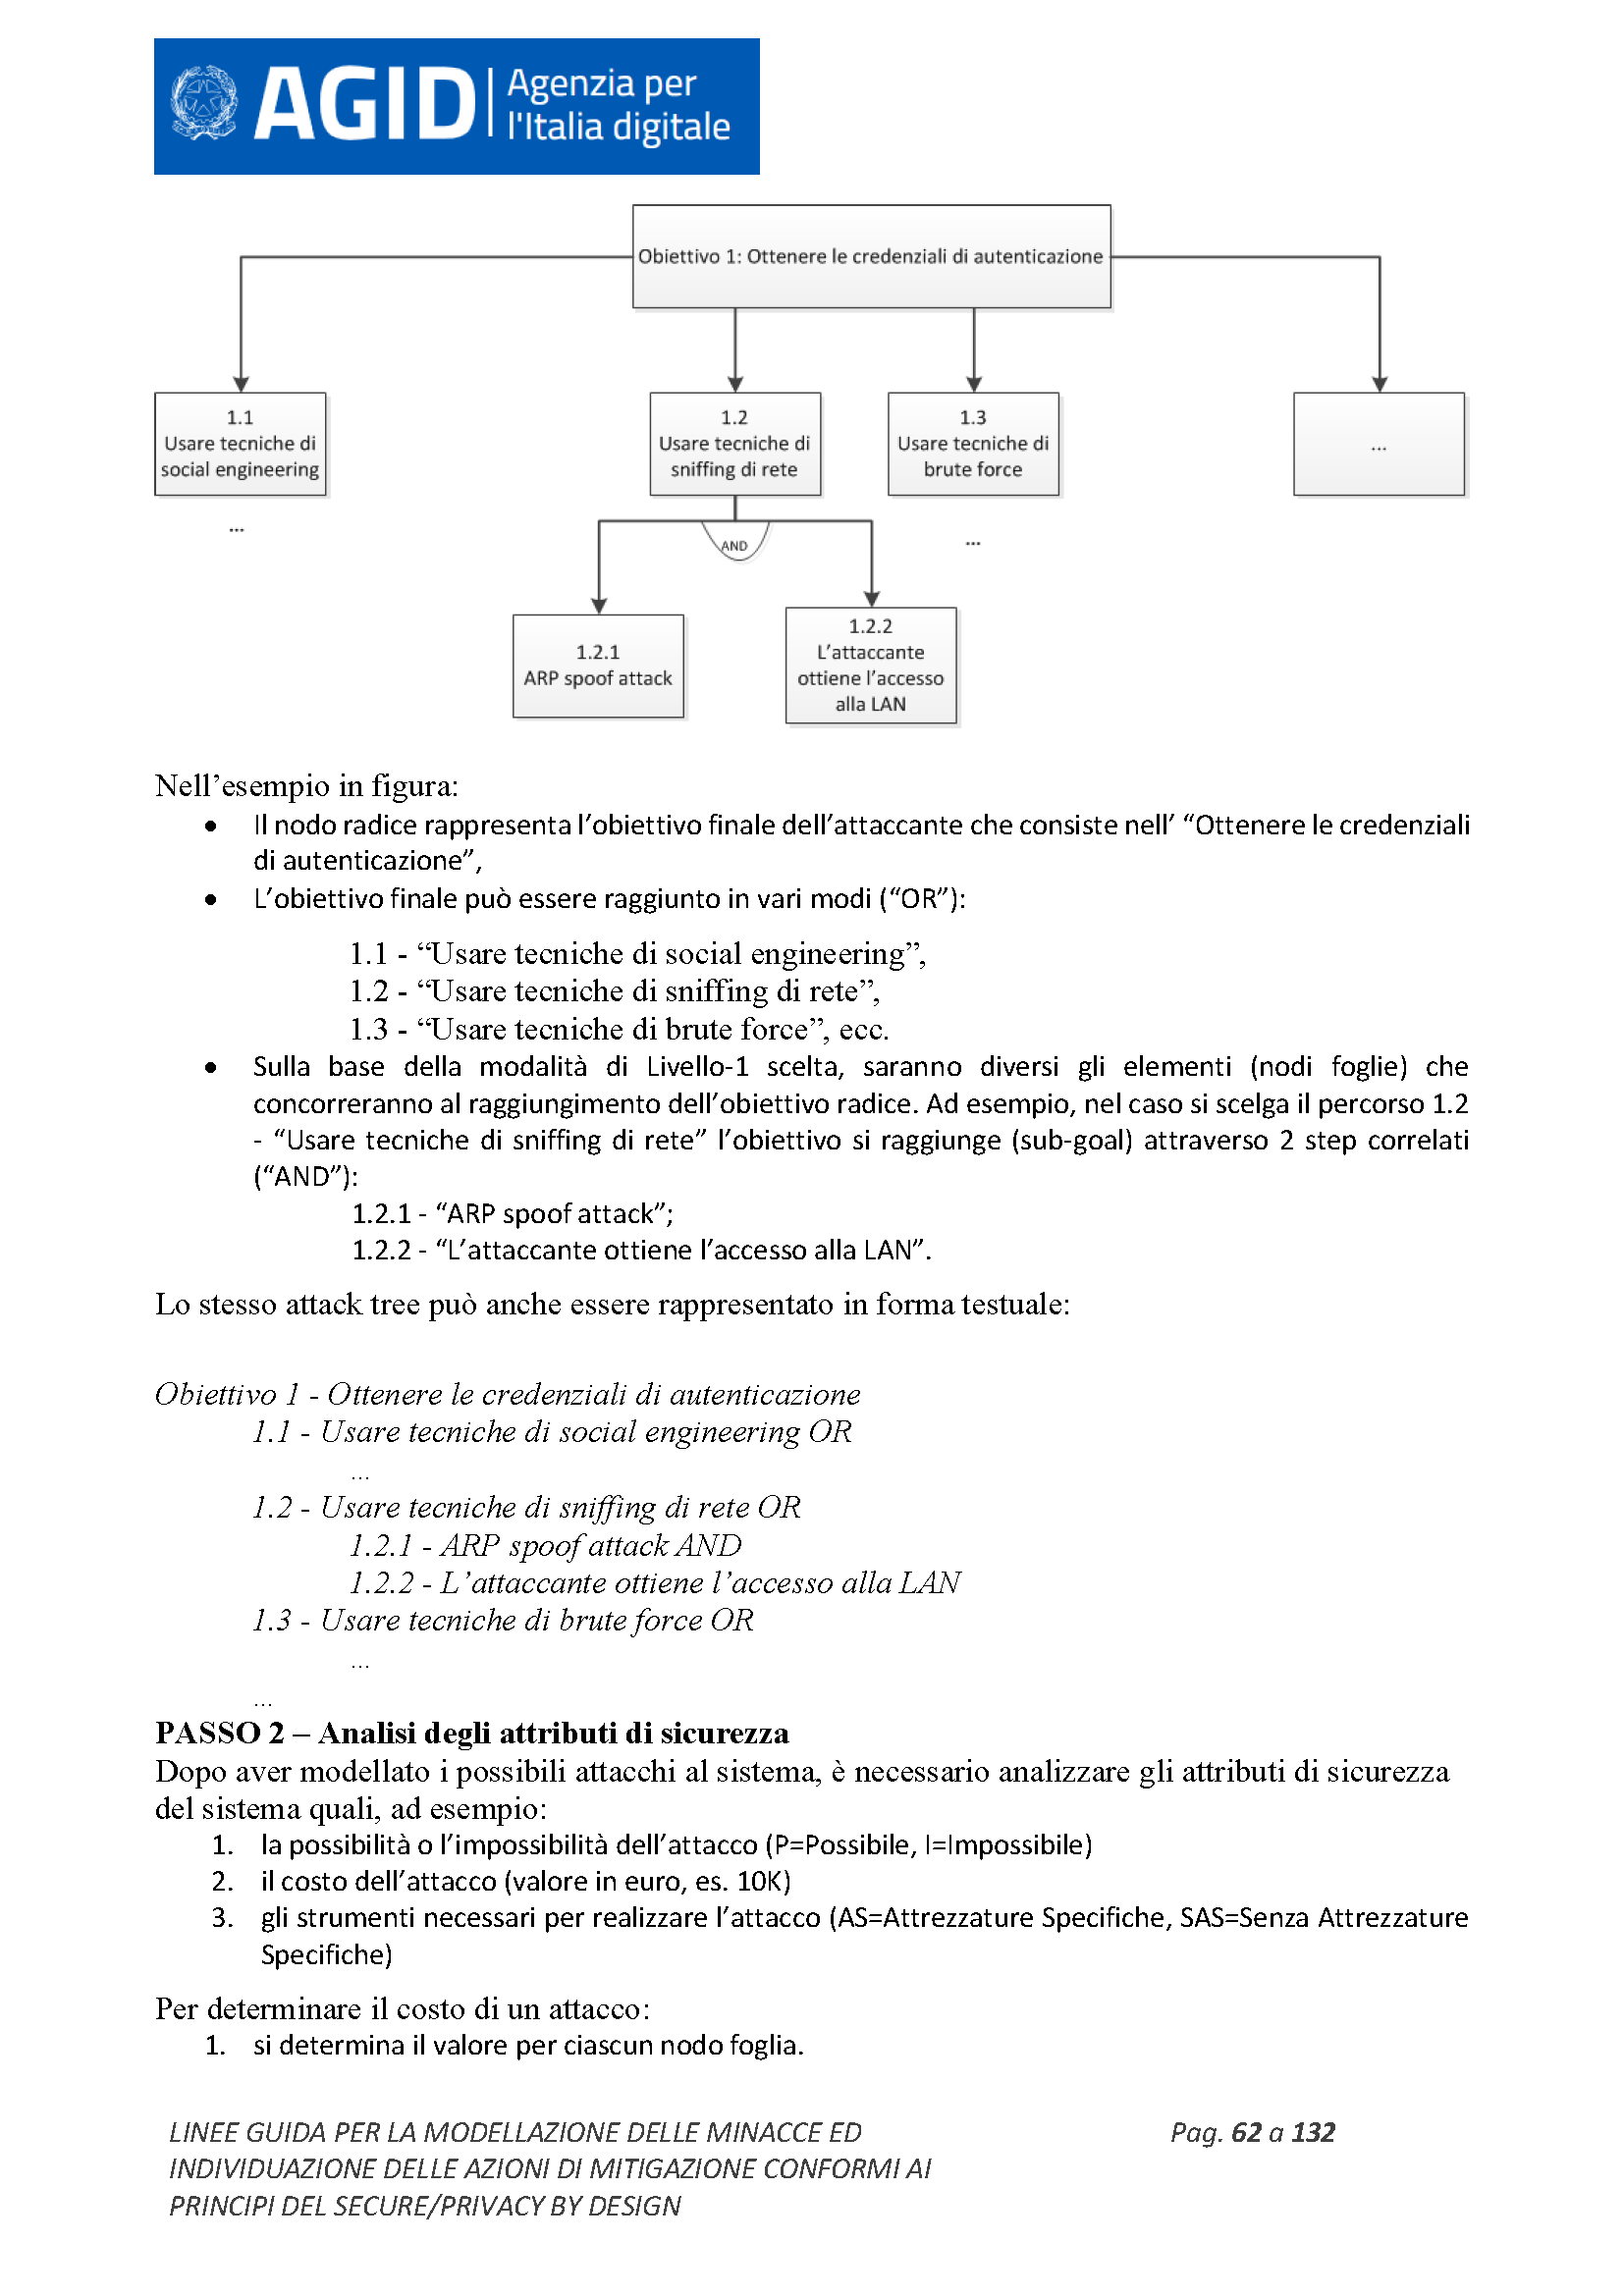 AGID
Agenzia per
l'Italia digitale
Obiettivo 1: Ottenere le credenziali di autenticazione
1.1
Usare tecniche di
social engineering
1.2
Usare tecniche di
sniffing di rete
1.3
Usare tecniche di
brute force
...
...
AND
...
1.2.1
ARP spoof attack
1.2.2
L’attaccante
ottiene l’accesso
alla LAN
Nell’esempio in figura:
• Il nodo radice rappresenta l’obiettivo finale dell’attaccante che consiste nell’ “Ottenere le credenziali
di autenticazione”,
• L’obiettivo finale può essere raggiunto in vari modi (“OR”):
1.1 - “Usare tecniche di social engineering”,
1.2 - “Usare tecniche di sniffing di rete”,
1.3 - “Usare tecniche di brute force”, ecc.
• Sulla base della modalità di Livello-1 scelta, saranno diversi gli elementi (nodi foglie) che
concorreranno al raggiungimento dell’obiettivo radice. Ad esempio, nel caso si scelga il percorso 1.2
- “Usare tecniche di sniffing di rete” l’obiettivo si raggiunge (sub-goal) attraverso 2 step correlati
(“AND”):
1.2.1 - “ARP spoof attack”;
1.2.2 - “L’attaccante ottiene l’accesso alla LAN”.
Lo stesso attack tree può anche essere rappresentato in forma testuale:
Obiettivo 1 - Ottenere le credenziali di autenticazione
1.1 - Usare tecniche di social engineering OR
...
1.2 - Usare tecniche di sniffing di rete OR
1.2.1 - ARP spoof attack AND
1.2.2 - L’attaccante ottiene l’accesso alla LAN
1.3 - Usare tecniche di brute force OR
...
...
PASSO 2 – Analisi degli attributi di sicurezza
Dopo aver modellato i possibili attacchi al sistema, è necessario analizzare gli attributi di sicurezza
del sistema quali, ad esempio:
1. la possibilità o l’impossibilità dell’attacco (P=Possibile, I=Impossibile)
2. il costo dell’attacco (valore in euro, es. 10K)
3. gli strumenti necessari per realizzare l’attacco (AS=Attrezzature Specifiche, SAS=Senza Attrezzature
Specifiche)
Per determinare il costo di un attacco:
1. si determina il valore per ciascun nodo foglia.
LINEE GUIDA PER LA MODELLAZIONE DELLE MINACCE ED
INDIVIDUAZIONE DELLE AZIONI DI MITIGAZIONE CONFORMI AI
PRINCIPI DEL SECURE/PRIVACY BY DESIGN
Pag. 62 a 132